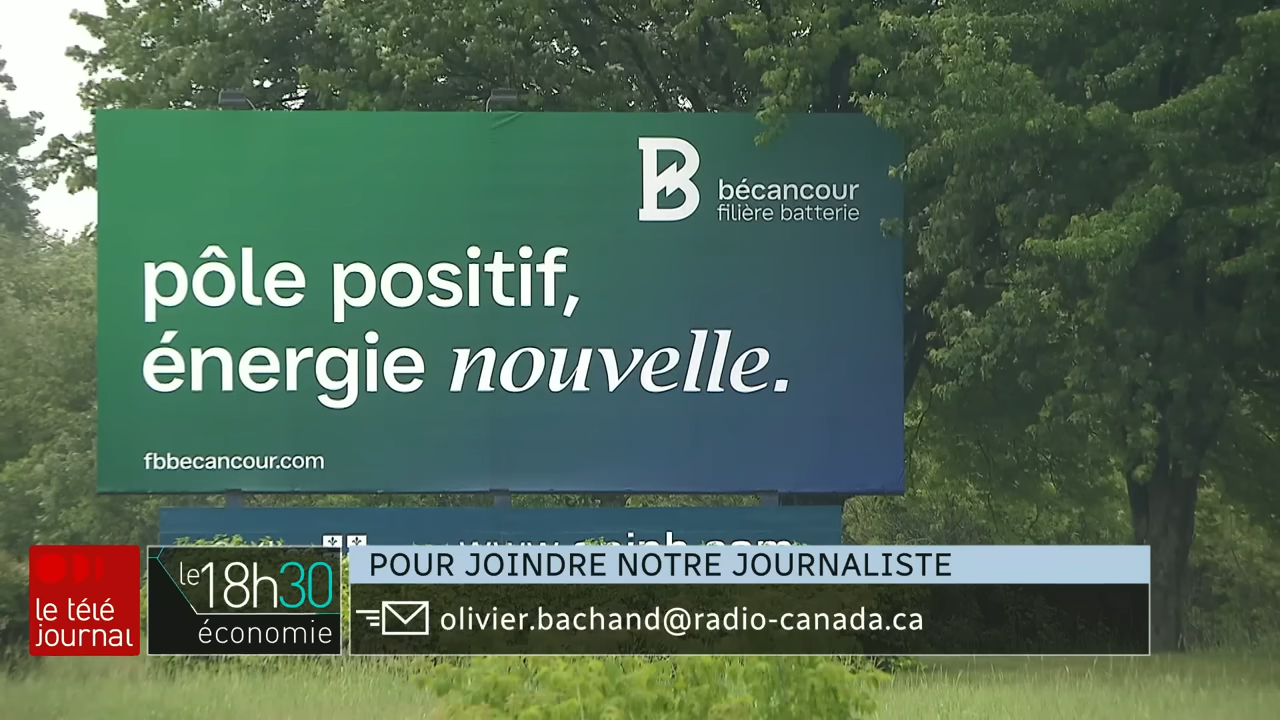 B
bécancour
filière batterie
pôle positif,
énergie nouvelle.
fbbecancour.com
le télé
journal
le 18h30
économie
POUR JOINDRE NOTRE JOURNALISTE
olivier.bachand@radio-canada.ca